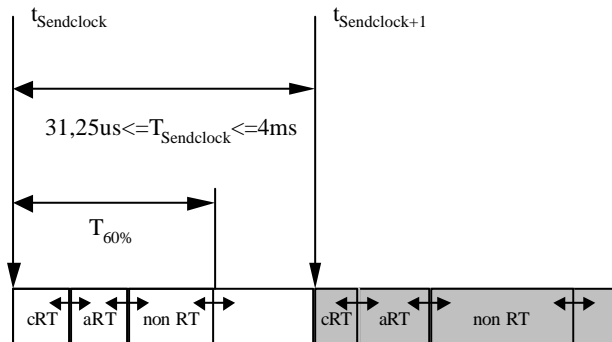 tSendclock tSendclock+1
31,25us<=TSendclock<=4ms
T60%
cRT aRT non RT cRT aRT non RT